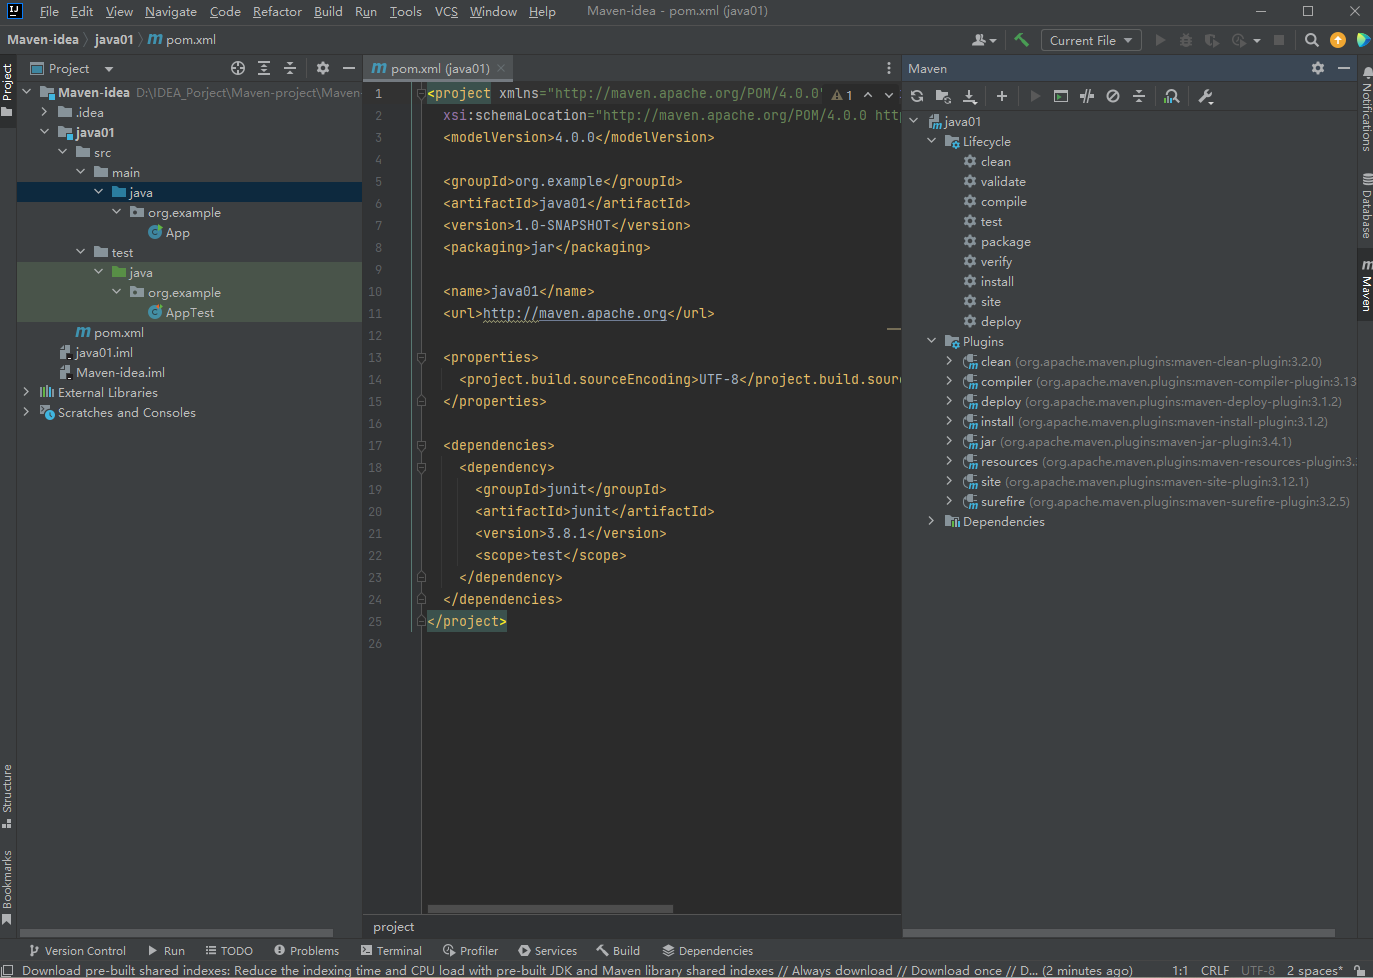 File Edit View Navigate Code Refactor Build Run Tools VCS Window Help Maven-idea - pom.xml (java01)
Maven-idea java01 pom.xml
Current File
Project
Project
Maven-idea D:\IDEA_Porject\Maven-project\Maven-
.idea
java01
src
main
java
org.example
App
test
java
org.example
AppTest
pom.xml
java01.iml
Maven-idea.iml
External Libraries
Scratches and Consoles
Structure
Bookmarks
pom.xml (java01)
1 <project xmlns="http://maven.apache.org/POM/4.0.0" 1
2 xsi:schemaLocation="http://maven.apache.org/POM/4.0.0 http
3 <modelVersion>4.0.0</modelVersion>
4
5 <groupId>org.example</groupId>
6 <artifactId>java01</artifactId>
7 <version>1.0-SNAPSHOT</version>
8 <packaging>jar</packaging>
9
10 <name>java01</name>
11 <url>http://maven.apache.org</url>
12
13 <properties>
14 <project.build.sourceEncoding>UTF-8</project.build.sour
15 </properties>
16
17 <dependencies>
18 <dependency>
19 <groupId>junit</groupId>
20 <artifactId>junit</artifactId>
21 <version>3.8.1</version>
22 <scope>test</scope>
23 </dependency>
24 </dependencies>
25 </project>
26
project
Maven
java01
Lifecycle
clean
validate
compile
test
package
verify
install
site
deploy
Plugins
clean (org.apache.maven.plugins:maven-clean-plugin:3.2.0)
compiler (org.apache.maven.plugins:maven-compiler-plugin:3.13
deploy (org.apache.maven.plugins:maven-deploy-plugin:3.1.2)
install (org.apache.maven.plugins:maven-install-plugin:3.1.2)
jar (org.apache.maven.plugins:maven-jar-plugin:3.4.1)
resources (org.apache.maven.plugins:maven-resources-plugin:3.
site (org.apache.maven.plugins:maven-site-plugin:3.12.1)
surefire (org.apache.maven.plugins:maven-surefire-plugin:3.2.5)
Dependencies
Notifications
Database
Maven
Version Control Run TODO Problems Terminal Profiler Services Build Dependencies
Download pre-built shared indexes: Reduce the indexing time and CPU load with pre-built JDK and Maven library shared indexes // Always download // Download once // D... (2 minutes ago) 1:1 CRLF UTF-8 2 spaces*